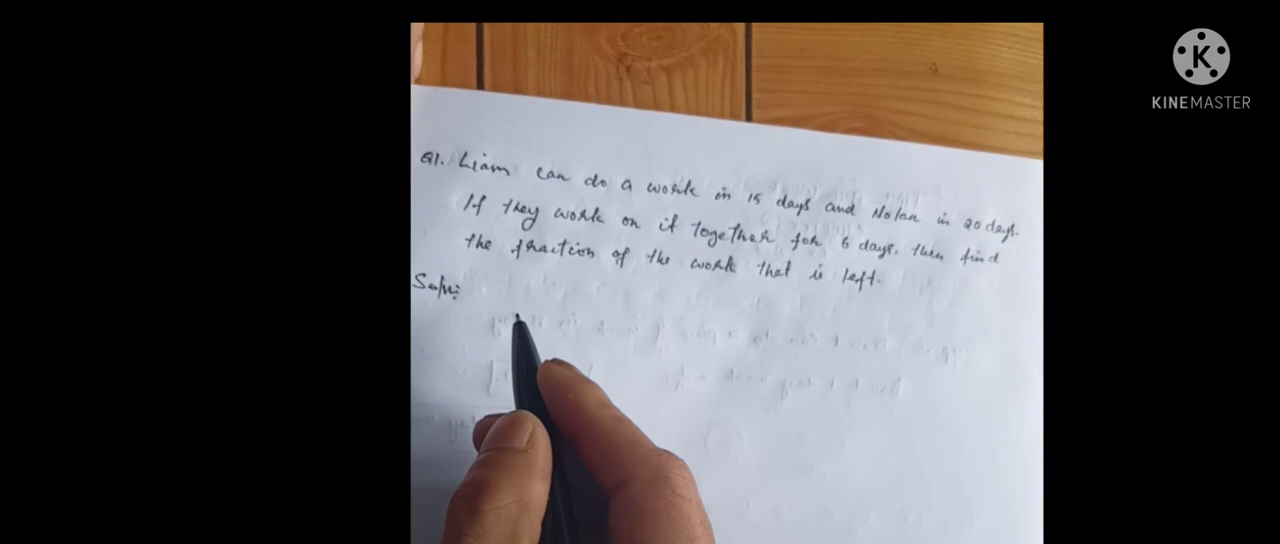 Q1. Liam can do a work in 15 days and Nolan in 20 days.
If they work on it together for 6 days, then find
the fraction of the work that is left.
Soln:
K
KINEMASTER